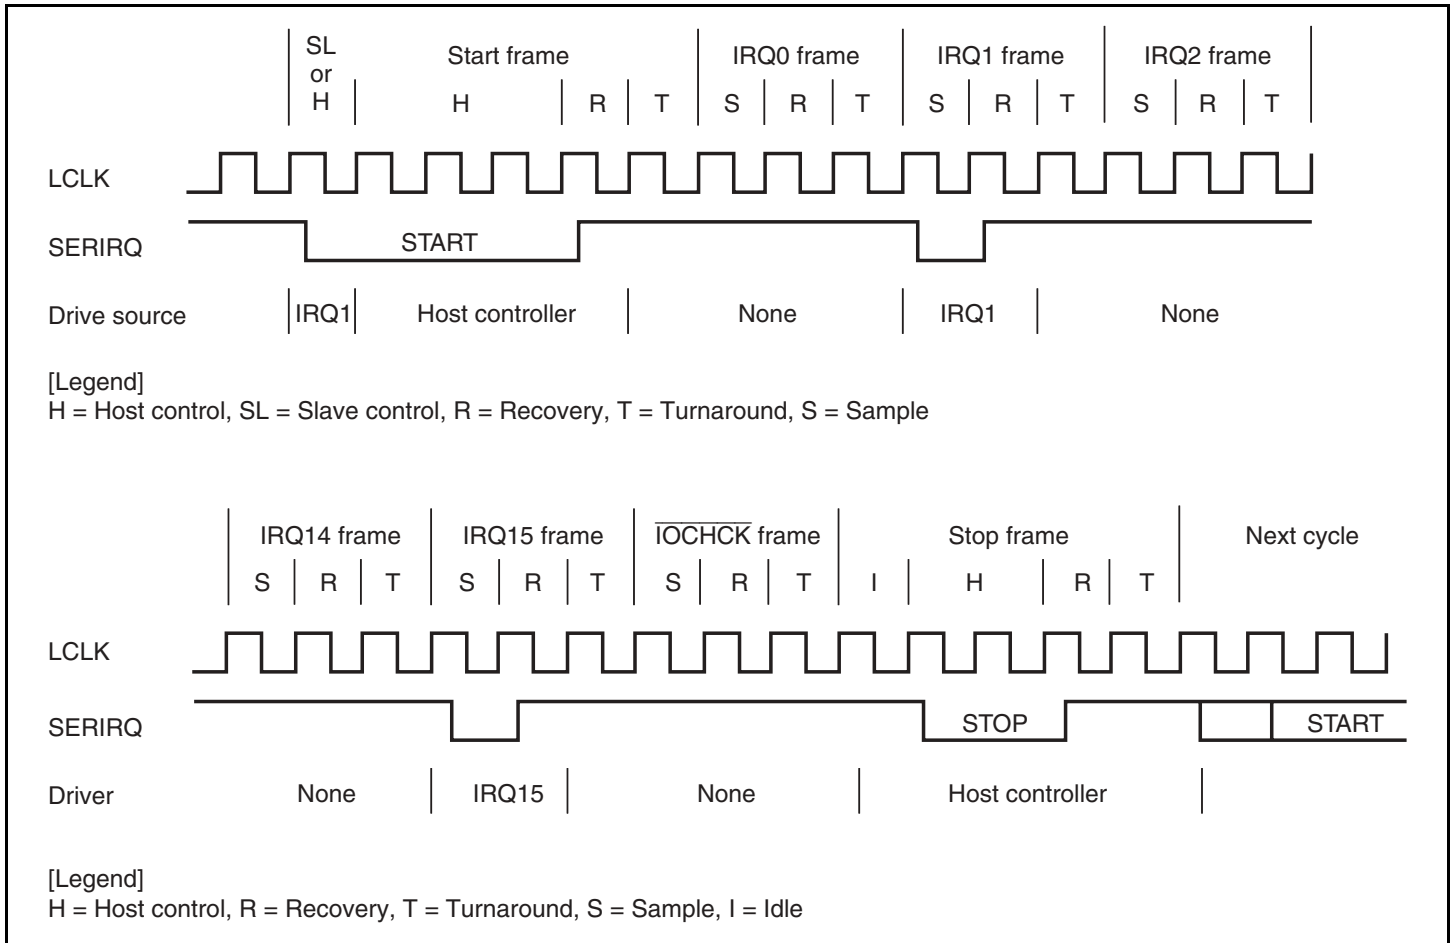 SL
or
H
Start frame
IRQ0 frame
IRQ1 frame
IRQ2 frame
H R T S R T S R T S R T
LCLK
SERIRQ
START
Drive source
IRQ1
Host controller
None
IRQ1
None
[Legend]
H = Host control, SL = Slave control, R = Recovery, T = Turnaround, S = Sample
IRQ14 frame
IRQ15 frame
IOCHCK frame
Stop frame
Next cycle
S R T S R T S R T I H R T
LCLK
SERIRQ
STOP
START
Driver
None
IRQ15
None
Host controller
[Legend]
H = Host control, R = Recovery, T = Turnaround, S = Sample, I = Idle